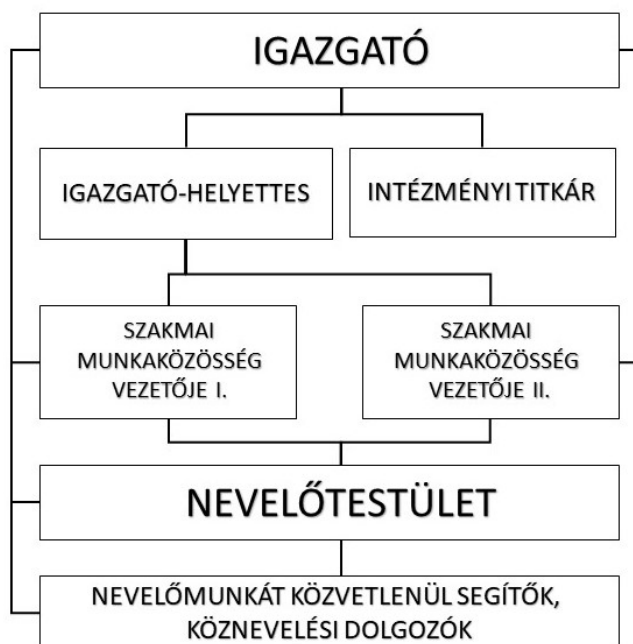 IGAZGATÓ
IGAZGATÓ-HELYETTES
INTÉZMÉNYI TITKÁR
SZAKMAI
MUNKAKÖZÖSSÉG
VEZETŐJE I.
SZAKMAI
MUNKAKÖZÖSSÉG
VEZETŐJE II.
NEVELŐTESTÜLET
NEVELŐMUNKÁT KÖZVETLENÜL SEGÍTŐK,
KÖZNEVELÉSI DOLGOZÓK